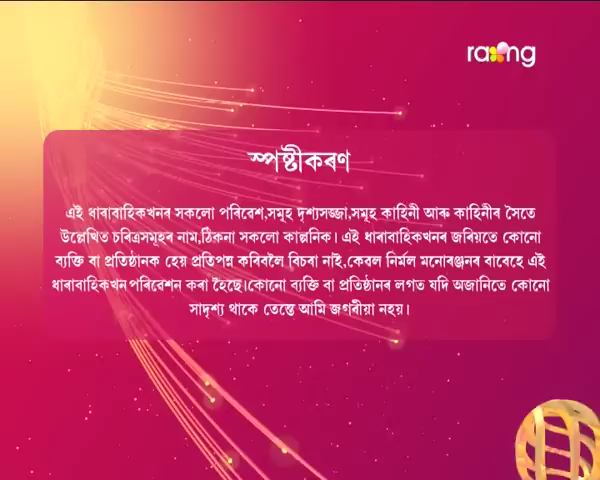 rang
স্পষ্টীকৰণ
এই ধাৰাবাহিকখনৰ সকলো পৰিৱেশ,সমূহ দৃশ্যসজ্জা,সমূহ কাহিনী আৰু কাহিনীৰ সৈতে
উল্লেখিত চৰিত্ৰসমূহৰ নাম,ঠিকনা সকলো কাল্পনিক। এই ধাৰাবাহিকখনৰ জৰিয়তে কোনো
ব্যক্তি বা প্ৰতিষ্ঠানক হেয় প্ৰতিপন্ন কৰিবলৈ বিচৰা নাই,কেৱল নিৰ্মল মনোৰঞ্জনৰ বাবেহে এই
ধাৰাবাহিকখন পৰিৱেশন কৰা হৈছে।কোনো ব্যক্তি বা প্ৰতিষ্ঠানৰ লগত যদি অজানিতে কোনো
সাদৃশ্য থাকে তেন্তে আমি জগৰীয়া নহয়।